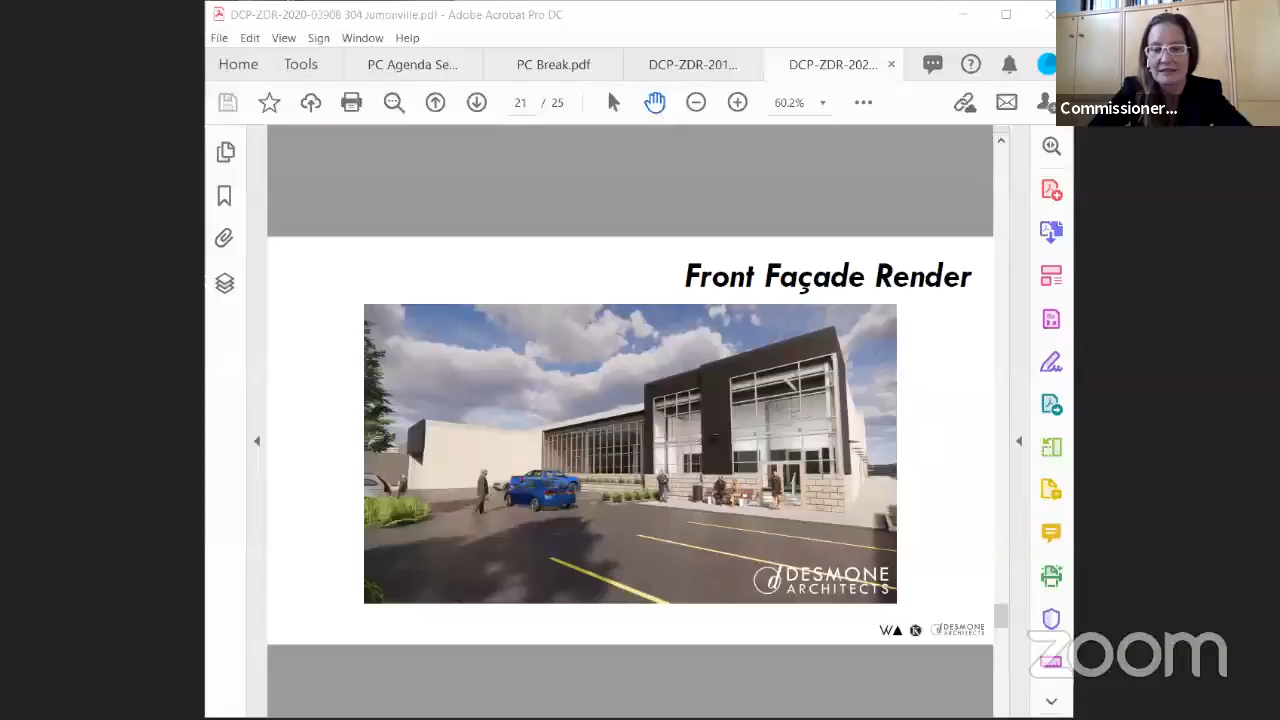 DCP-ZDR-2020-03908 304 Jumonville.pdf - Adobe Acrobat Pro DC
File Edit View Sign Window Help
Home Tools PC Agenda Se... PC Break.pdf DCP-ZDR-201... DCP-ZDR-202...
21 / 25 60.2%
Commissioner...
Front Façade Render
DESMONE
ARCHITECTS
DESMONE
ARCHITECTS
zoom